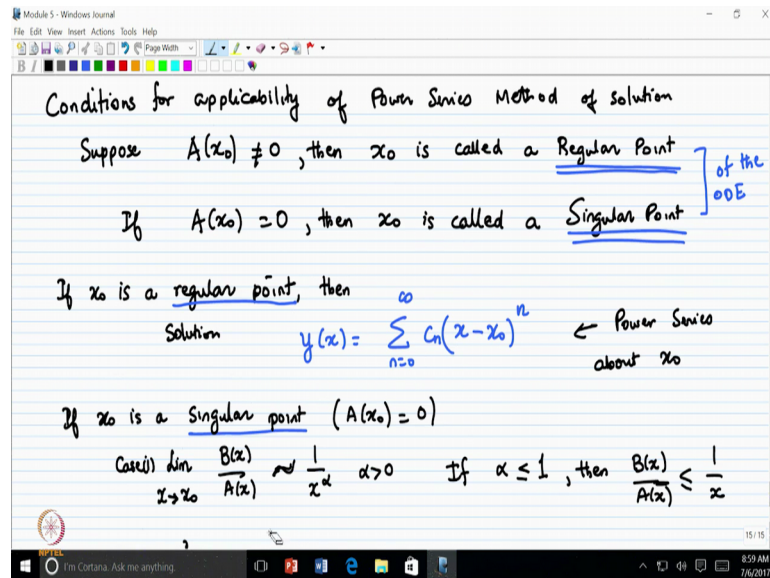 Module 5 - Windows Journal
File Edit View Insert Actions Tools Help
Page Width
B I
Conditions for applicability of Power Series Method of solution
Suppose A(x₀) ≠ 0, then x₀ is called a Regular Point
of the
ODE
If A(x₀) = 0, then x₀ is called a Singular Point
If x₀ is a regular point, then
Solution y(x) = ∑_{n=0}^{∞} Cₙ(x-x₀)ⁿ ← Power Series
about x₀
If x₀ is a Singular point (A(x₀) = 0)
Case(i) Lim_{x→x₀} B(x)/A(x) ≈ 1/x^α α>0 If α ≤ 1, then B(x)/A(x) ≤ 1/x
15/15
NPTEL
I'm Cortana. Ask me anything.
8:59 AM
7/6/2017